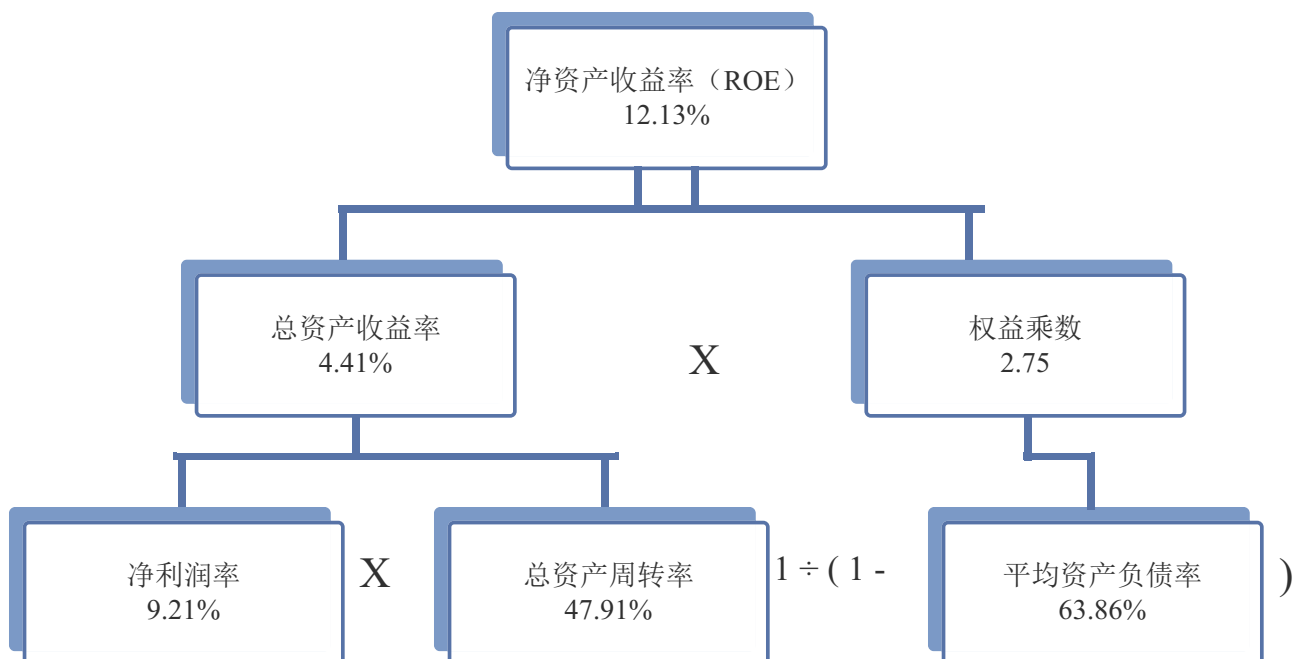 净资产收益率（ROE）
12.13%
总资产收益率
4.41%
X
权益乘数
2.75
净利润率
9.21%
X
总资产周转率
47.91%
1 ÷ ( 1 -
平均资产负债率
63.86%
)